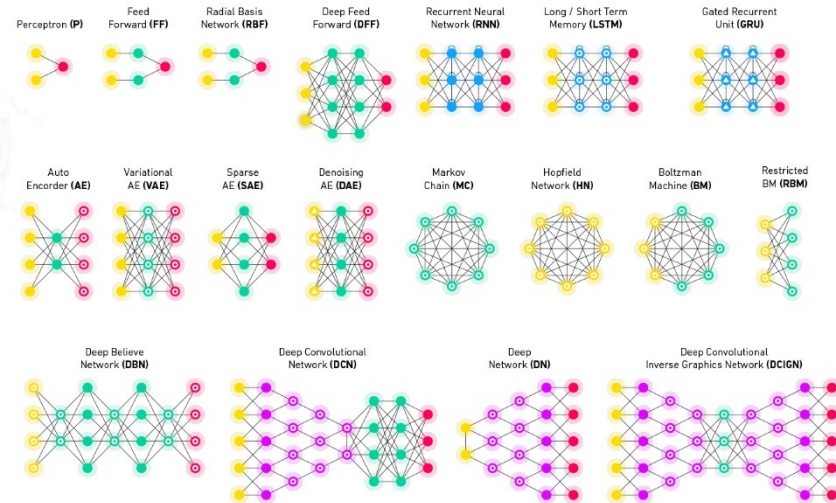 Perceptron (P)
Feed
Forward (FF)
Radial Basis
Network (RBF)
Deep Feed
Forward (DFF)
Recurrent Neural
Network (RNN)
Long / Short Term
Memory (LSTM)
Gated Recurrent
Unit (GRU)
Auto
Encorder (AE)
Variational
AE (VAE)
Sparse
AE (SAE)
Denoising
AE (DAE)
Markov
Chain (MC)
Hopfield
Network (HN)
Boltzman
Machine (BM)
Restricted
BM (RBM)
Deep Believe
Network (DBN)
Deep Convolutional
Network (DCN)
Deep
Network (DN)
Deep Convolutional
Inverse Graphics Network (DCIGN)